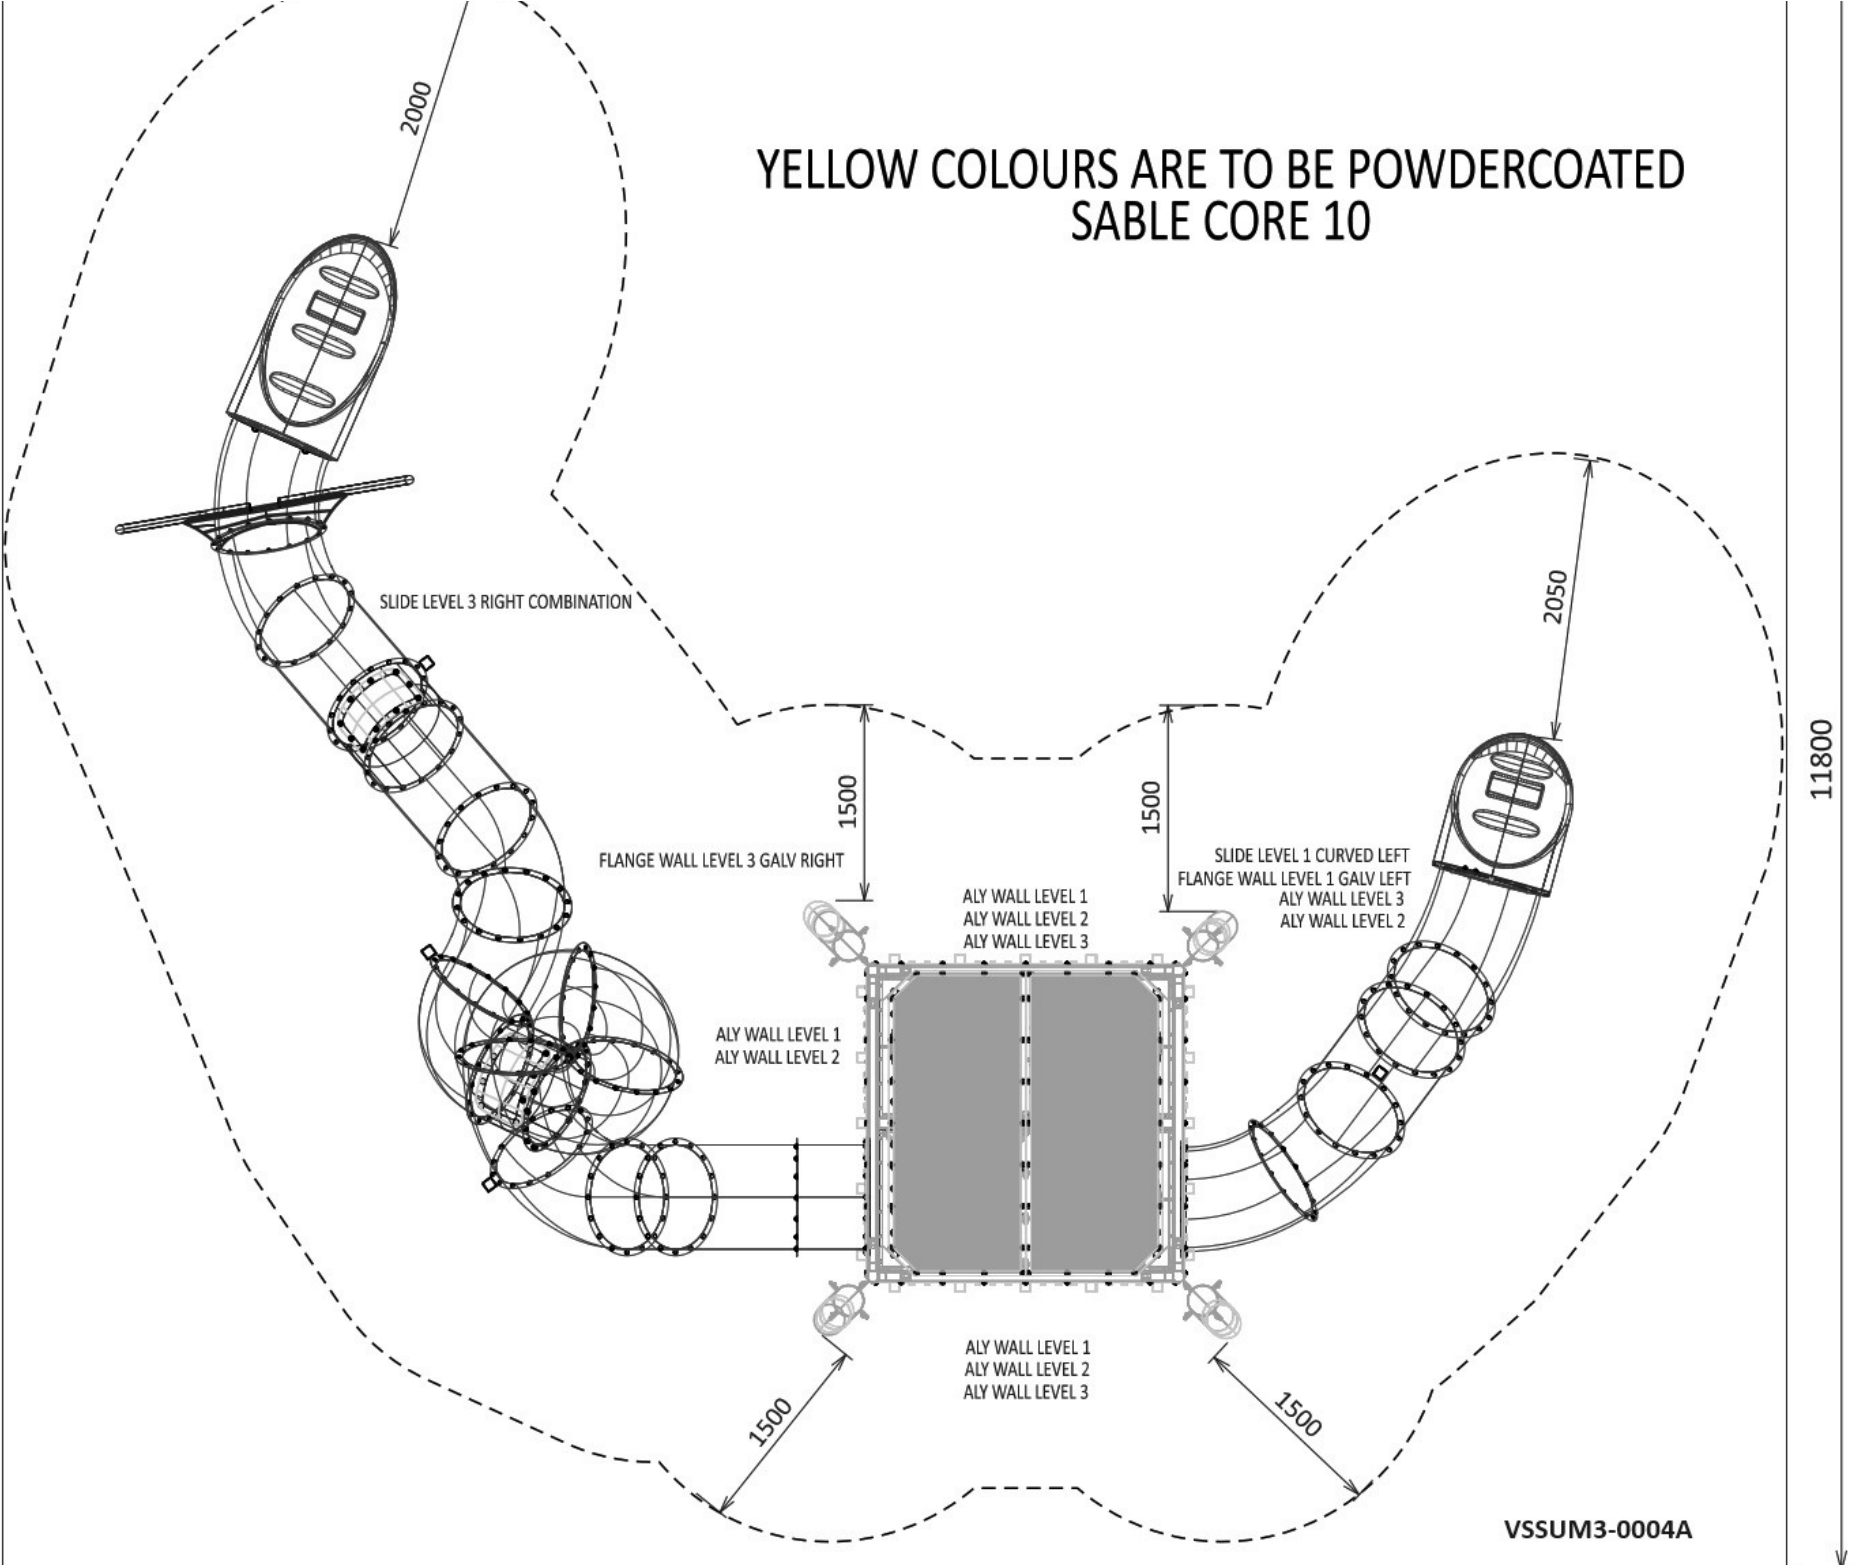 2000
YELLOW COLOURS ARE TO BE POWDERCOATED
SABLE CORE 10
SLIDE LEVEL 3 RIGHT COMBINATION
2050
11800
1500
1500
FLANGE WALL LEVEL 3 GALV RIGHT
SLIDE LEVEL 1 CURVED LEFT
FLANGE WALL LEVEL 1 GALV LEFT
ALY WALL LEVEL 3
ALY WALL LEVEL 2
ALY WALL LEVEL 1
ALY WALL LEVEL 2
ALY WALL LEVEL 3
ALY WALL LEVEL 1
ALY WALL LEVEL 2
ALY WALL LEVEL 1
ALY WALL LEVEL 2
ALY WALL LEVEL 3
1500
1500
VSSUM3-0004A